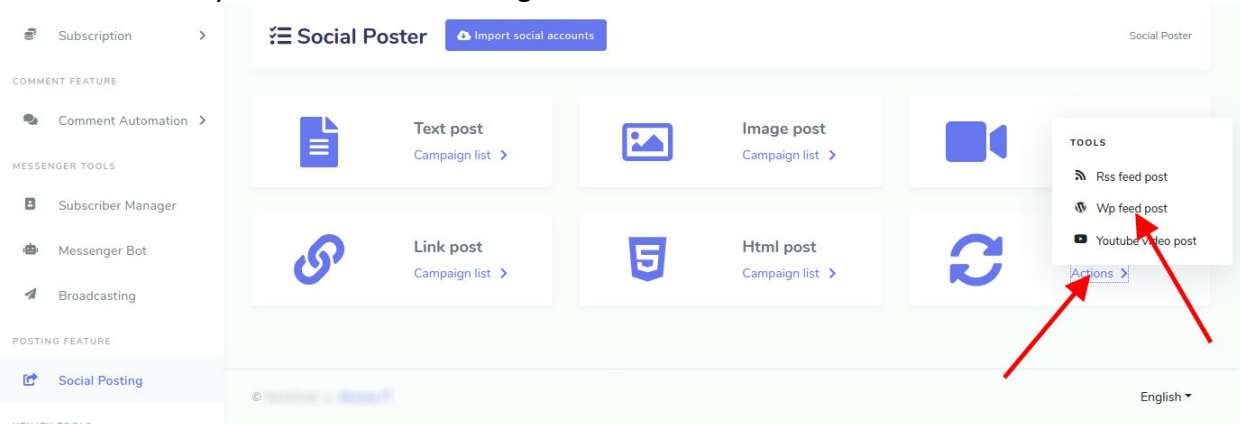 Subscription
COMMENT FEATURE
Comment Automation
MESSENGER TOOLS
Subscriber Manager
Messenger Bot
Broadcasting
POSTING FEATURE
Social Posting
Social Poster
Import social accounts
Social Poster
Text post
Campaign list
Image post
Campaign list
TOOLS
Rss feed post
Wp feed post
Youtube video post
Link post
Campaign list
Html post
Campaign list
Actions
©
English